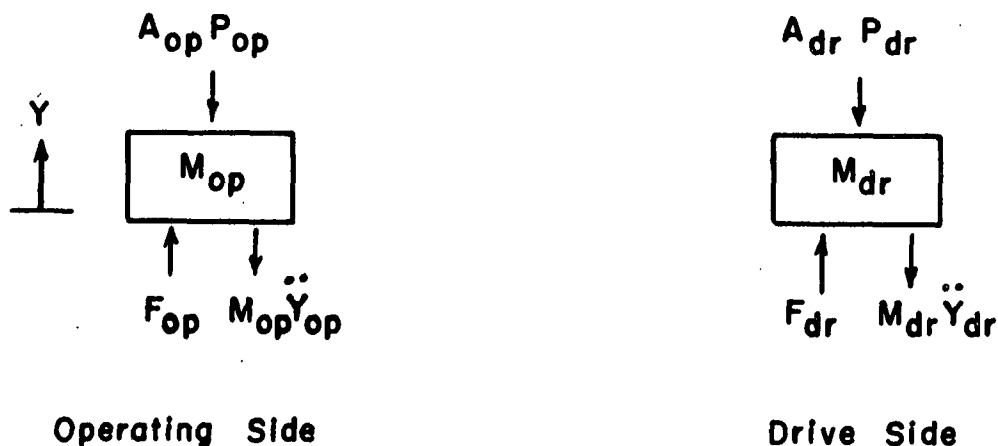 A_op P_op
A_dr P_dr
Y
M_op
M_dr
F_op M_op Ÿ_op
F_dr M_dr Ÿ_dr
Operating Side
Drive Side